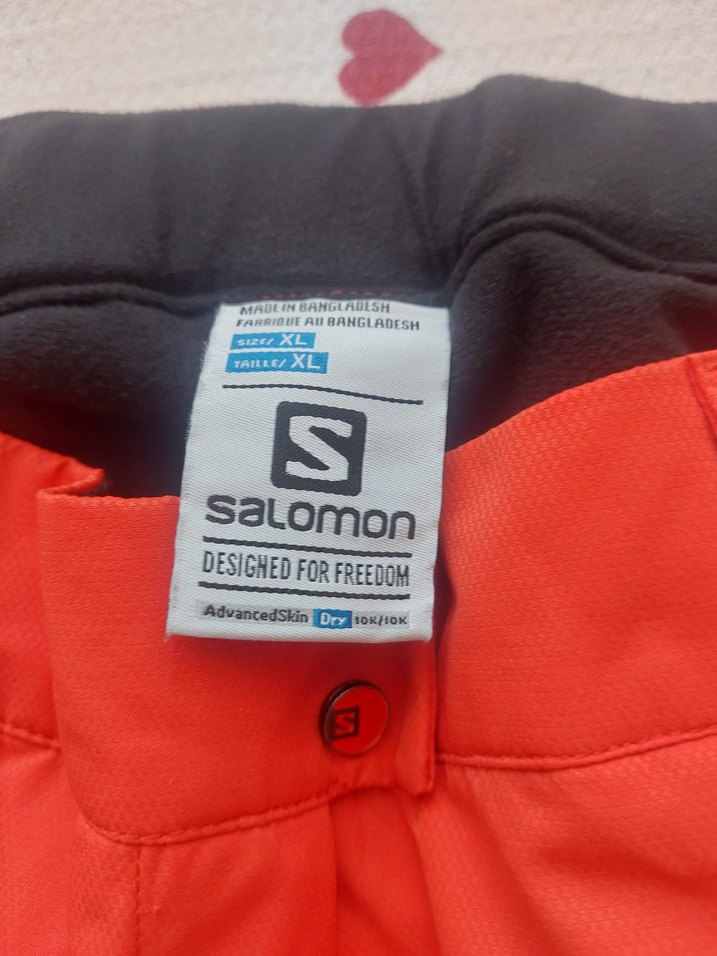 MADE IN BANGLADESH
FABRIQUE AU BANGLADESH
SIZE/ XL
TAILLE/ XL
S
salomon
DESIGNED FOR FREEDOM
AdvancedSkin Dry 10K/10K
S